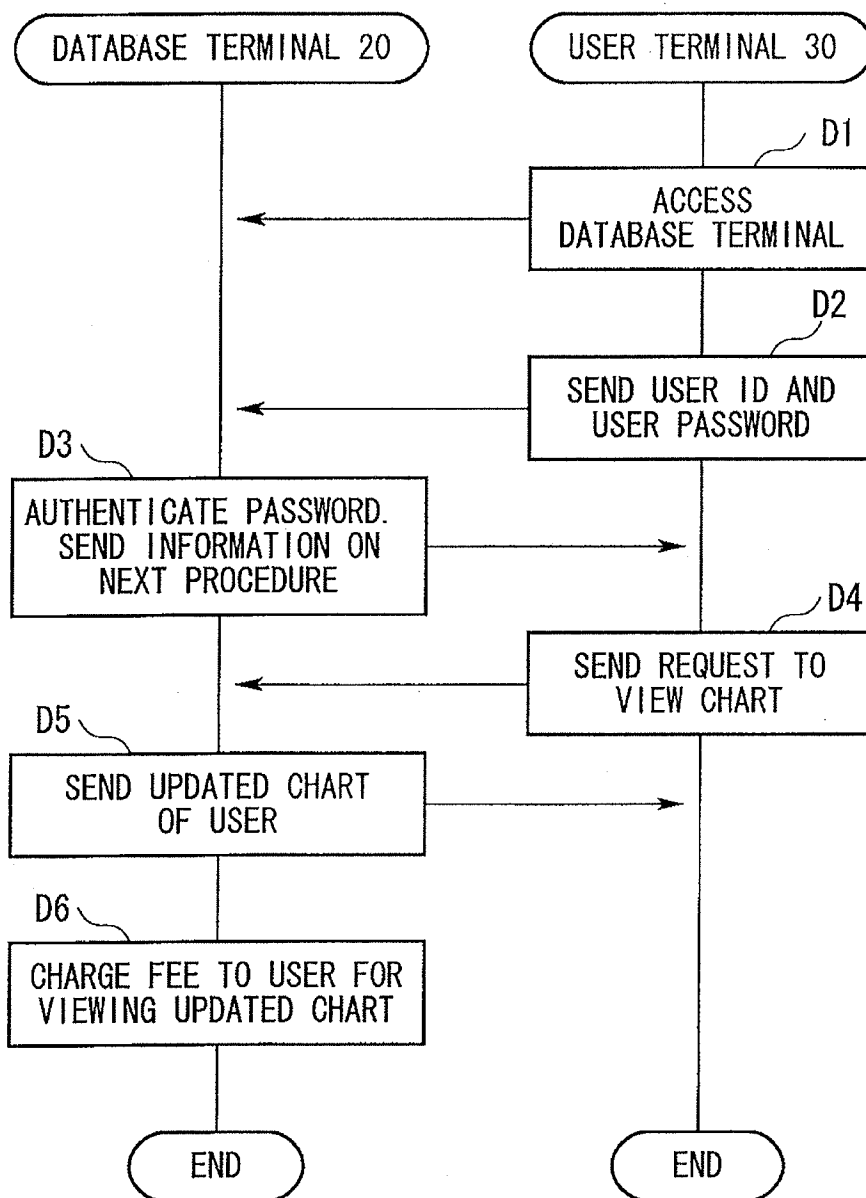 DATABASE TERMINAL 20
USER TERMINAL 30
D1
ACCESS
DATABASE TERMINAL
D2
SEND USER ID AND
USER PASSWORD
D3
AUTHENTICATE PASSWORD.
SEND INFORMATION ON
NEXT PROCEDURE
D4
SEND REQUEST TO
VIEW CHART
D5
SEND UPDATED CHART
OF USER
D6
CHARGE FEE TO USER FOR
VIEWING UPDATED CHART
END
END